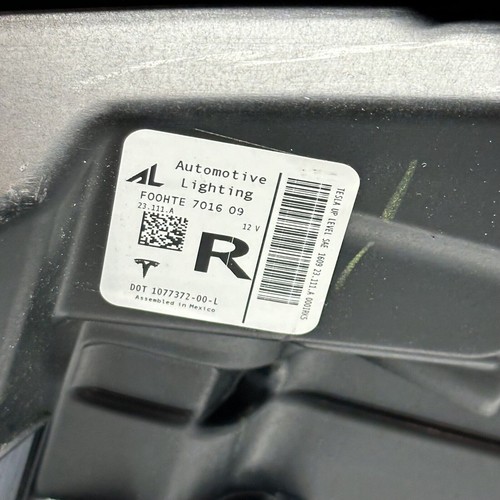 AL Automotive
Lighting
FOOHTE 7016 09
23.111.A
12 V
R
DOT 1077372-00-L
Assembled in Mexico
TESLA UP LEVEL SAE 1609 23.111.A